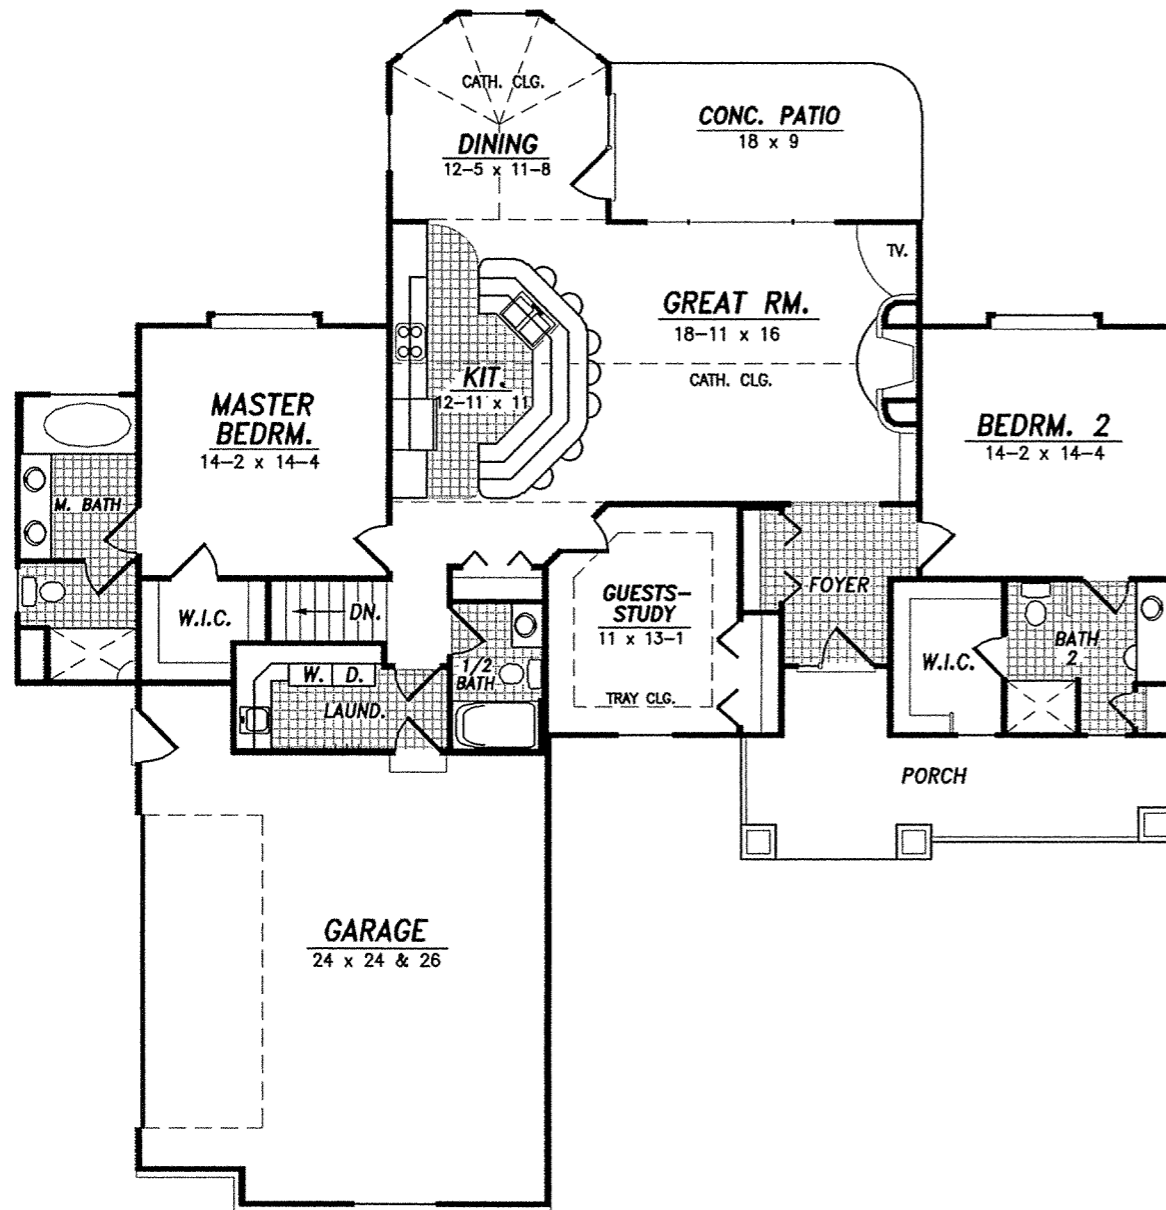 CATH. CLG.
DINING
12-5 x 11-8
CONC. PATIO
18 x 9
TV.
GREAT RM.
18-11 x 16
CATH. CLG.
KIT.
12-11 x 11
MASTER
BEDRM.
14-2 x 14-4
BEDRM. 2
14-2 x 14-4
M. BATH
W.I.C.
DN.
GUESTS-
STUDY
11 x 13-1
TRAY CLG.
FOYER
W.I.C.
BATH
2
1/2
BATH
W. D.
LAUND.
PORCH
GARAGE
24 x 24 & 26